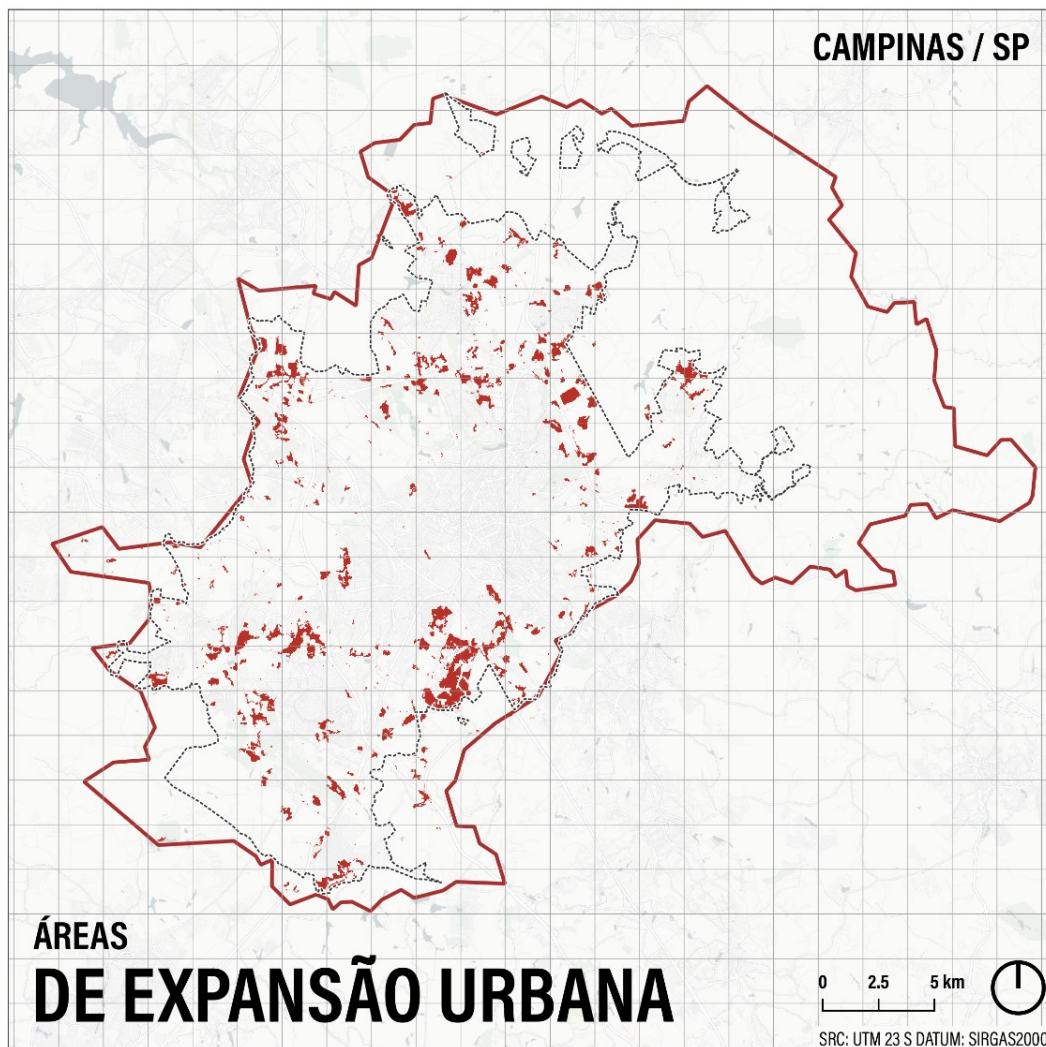 CAMPINAS / SP
ÁREAS
DE EXPANSÃO URBANA
0 2.5 5 km
SRC: UTM 23 S DATUM: SIRGAS2000